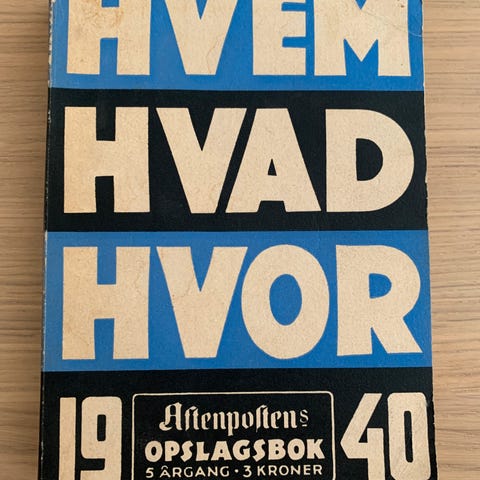 HVEM
HVAD
HVOR
19 40
Aftenpostens
OPSLAGSBOK
5 ÅRGANG · 3 KRONER